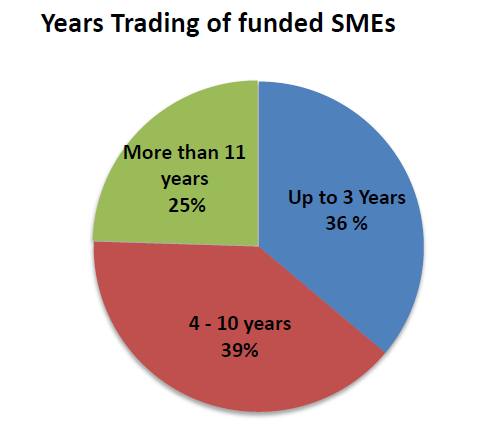 Years Trading of funded SMEs
More than 11
years
25%
Up to 3 Years
36 %
4 - 10 years
39%